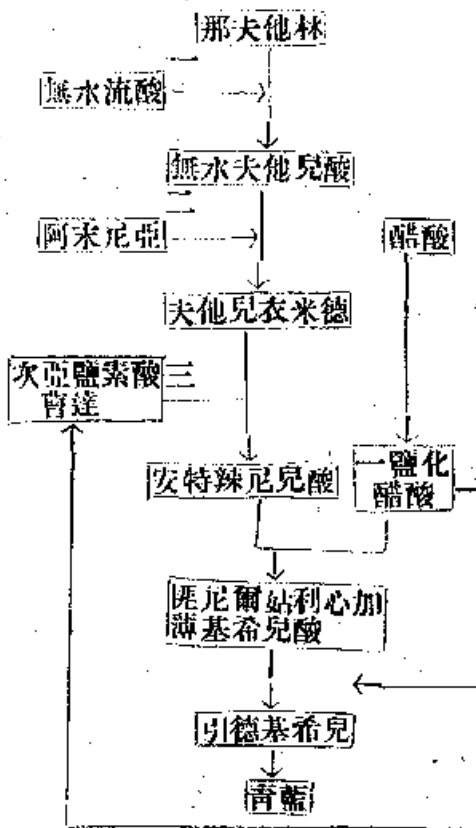 那夫他林
一
無水流酸
無水夫他兒酸
二
阿末尼亞
醋酸
夫他兒衣米德
次亞鹽素酸
曹達
三
安特辣尼兒酸
一鹽化
醋酸
匪尼爾姑利心加
薄基希兒酸
引德基希兒
青藍